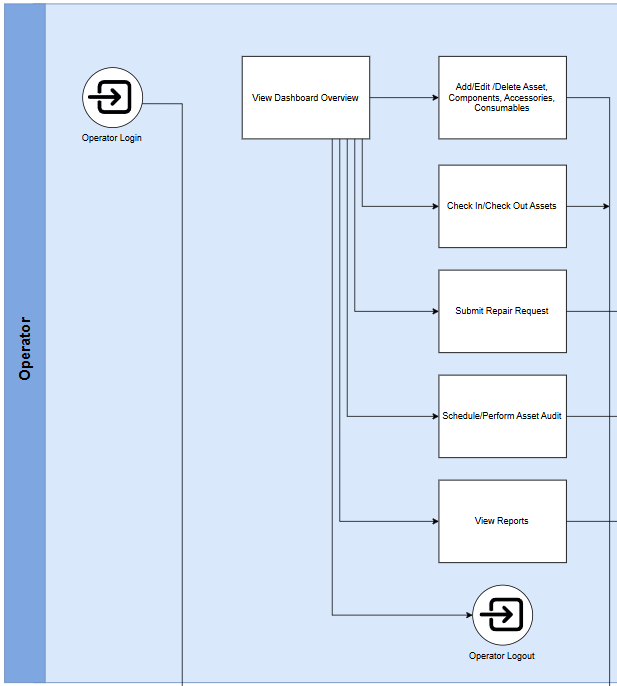 Operator
Operator Login
View Dashboard Overview
Add/Edit /Delete Asset,
Components, Accessories,
Consumables
Check In/Check Out Assets
Submit Repair Request
Schedule/Perform Asset Audit
View Reports
Operator Logout